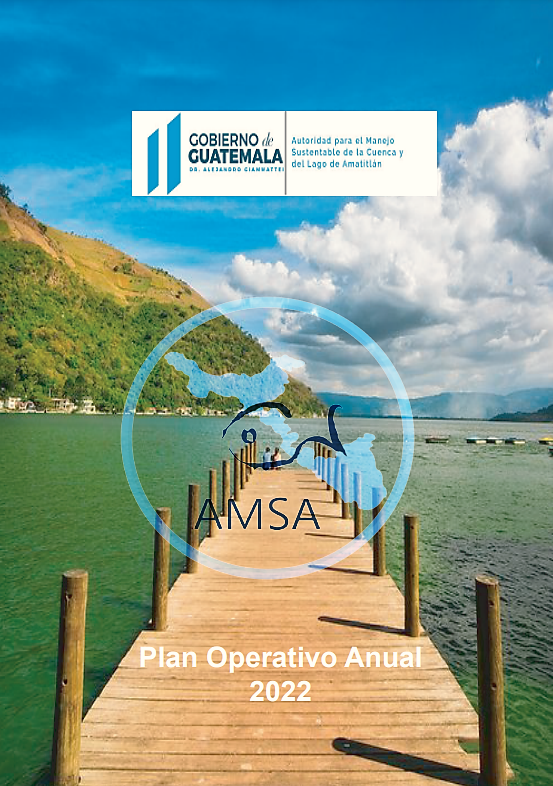 GOBIERNO de
GUATEMALA
DR. ALEJANDRO GIAMMATTEI
Autoridad para el Manejo
Sustentable de la Cuenca y
del Lago de Amatitlán
AMSA
Plan Operativo Anual
2022